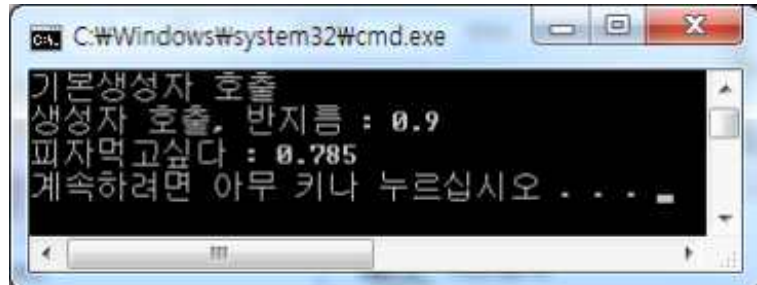 C:₩Windows₩system32₩cmd.exe
기본생성자 호출
생성자 호출, 반지름 : 0.9
피자먹고싶다 : 0.785
계속하려면 아무 키나 누르십시오 . . .